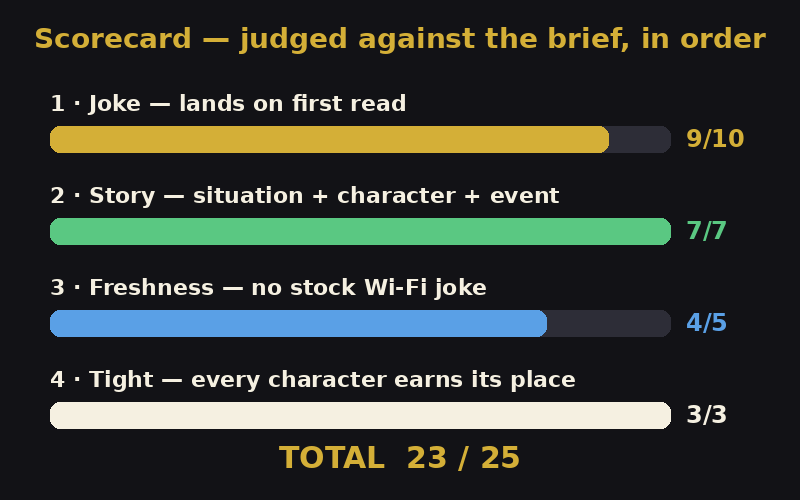 Scorecard — judged against the brief, in order
1 · Joke — lands on first read
9/10
2 · Story — situation + character + event
7/7
3 · Freshness — no stock Wi-Fi joke
4/5
4 · Tight — every character earns its place
3/3
TOTAL 23 / 25